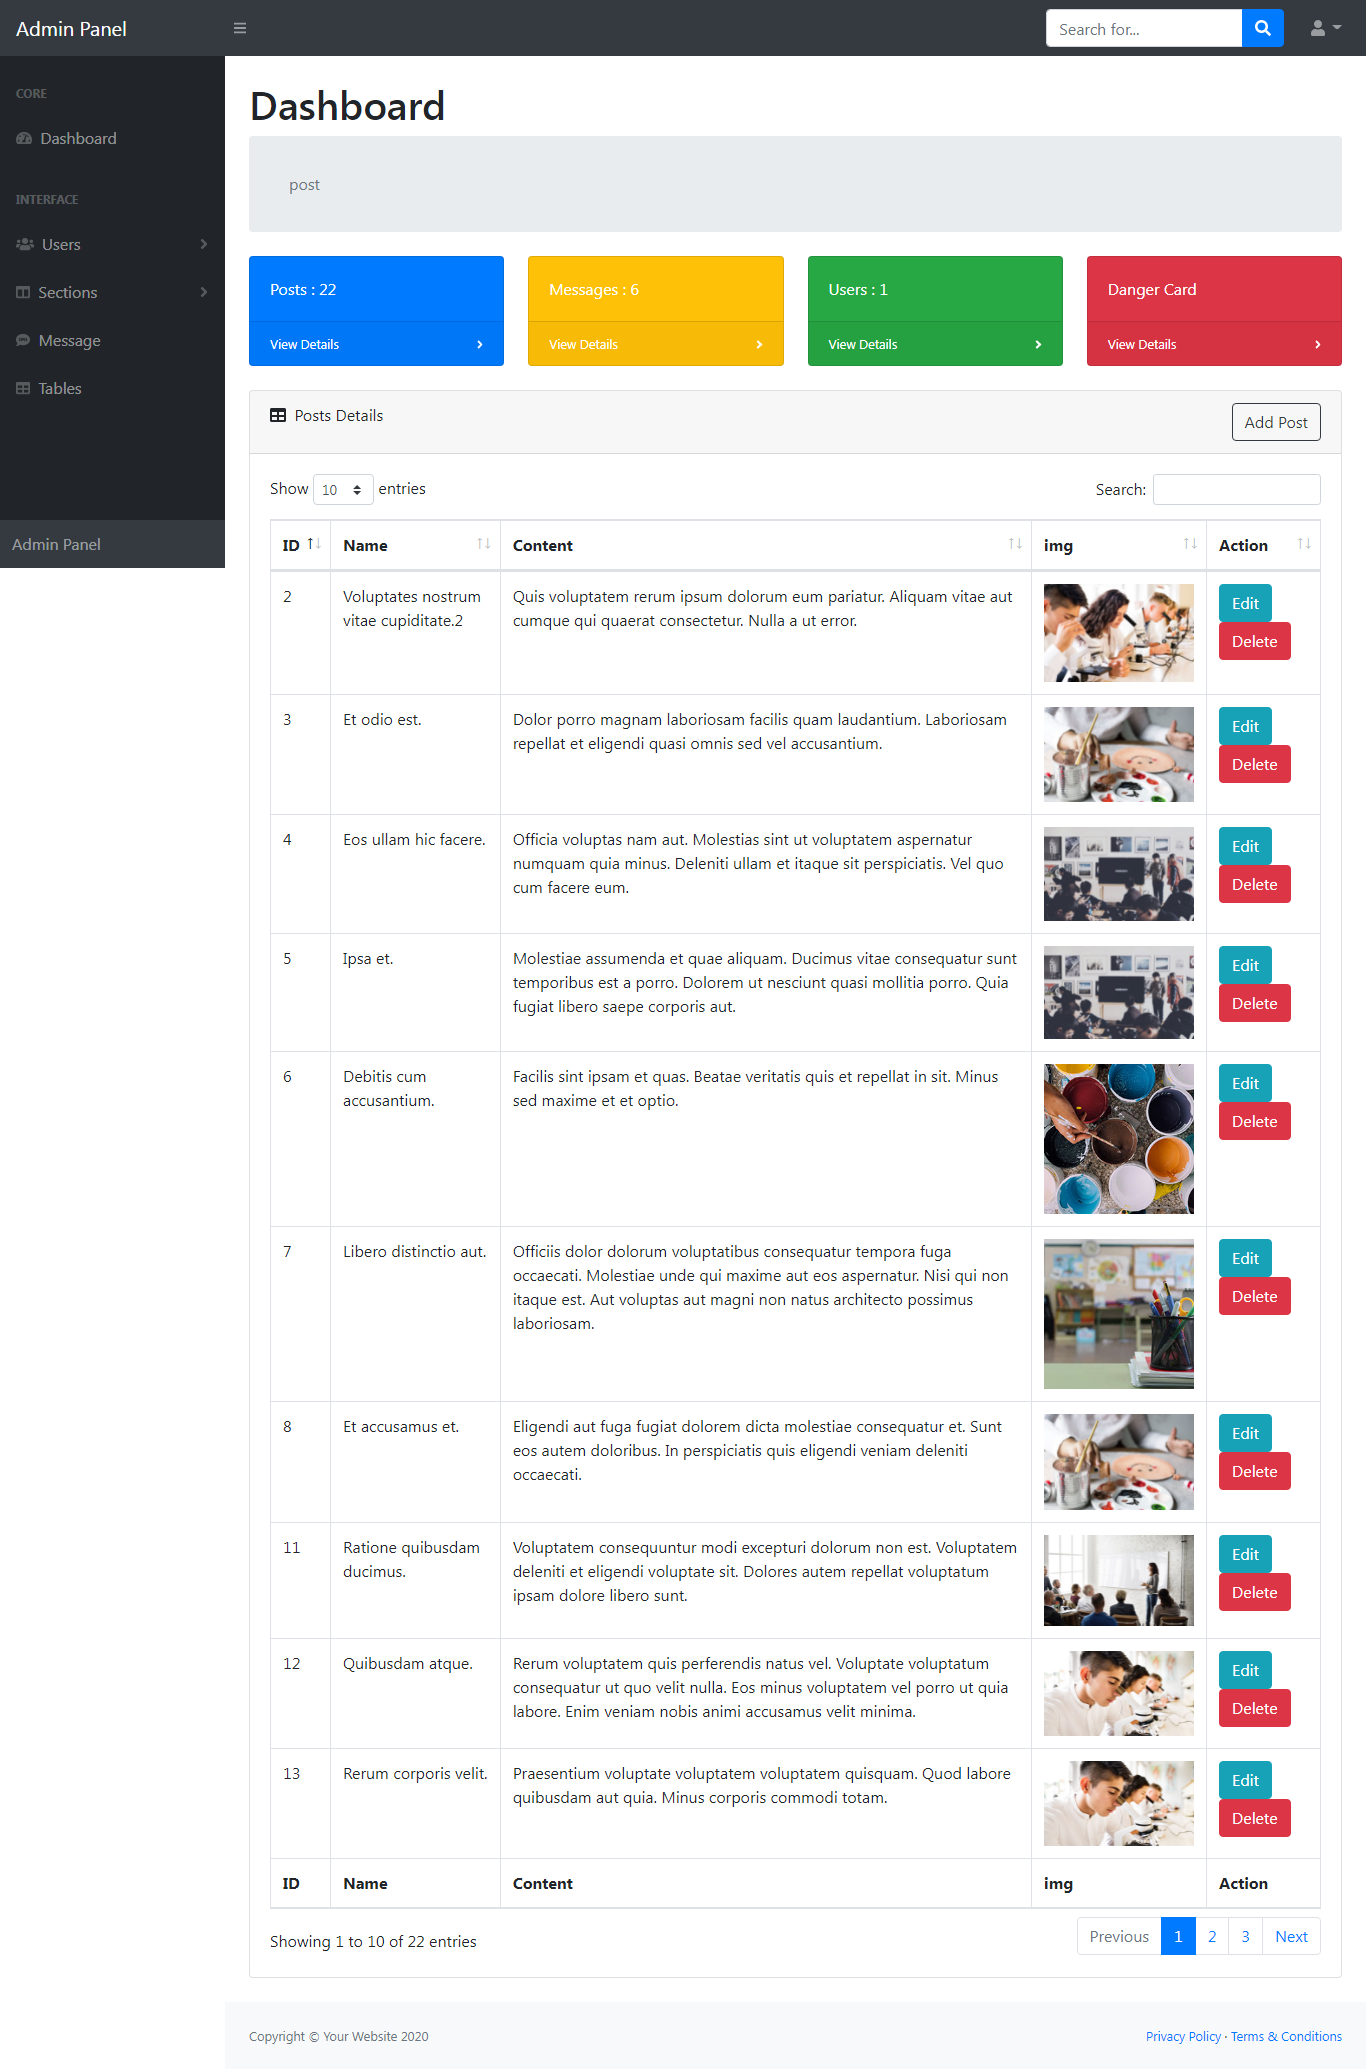 Admin Panel
Search for...
CORE
Dashboard
INTERFACE
Users
Sections
Message
Tables
Admin Panel
Dashboard
post
Posts : 22
View Details
Messages : 6
View Details
Users : 1
View Details
Danger Card
View Details
Posts Details
Add Post
Show 10 entries
Search:
ID Name Content img Action
2 Voluptates nostrum Quis voluptatem rerum ipsum dolorum eum pariatur. Aliquam vitae aut Edit
vitae cupiditate.2 cumque qui quaerat consectetur. Nulla a ut error. Delete
3 Et odio est. Dolor porro magnam laboriosam facilis quam laudantium. Laboriosam Edit
repellat et eligendi quasi omnis sed vel accusantium. Delete
4 Eos ullam hic facere. Officia voluptas nam aut. Molestias sint ut voluptatem aspernatur Edit
numquam quia minus. Deleniti ullam et itaque sit perspiciatis. Vel quo Delete
cum facere eum.
5 Ipsa et. Molestiae assumenda et quae aliquam. Ducimus vitae consequatur sunt Edit
temporibus est a porro. Dolorem ut nesciunt quasi mollitia porro. Quia Delete
fugiat libero saepe corporis aut.
6 Debitis cum Facilis sint ipsam et quas. Beatae veritatis quis et repellat in sit. Minus Edit
accusantium. sed maxime et et optio. Delete
7 Libero distinctio aut. Officiis dolor dolorum voluptatibus consequatur tempora fuga Edit
occaecati. Molestiae unde qui maxime aut eos aspernatur. Nisi qui non Delete
itaque est. Aut voluptas aut magni non natus architecto possimus
laboriosam.
8 Et accusamus et. Eligendi aut fuga fugiat dolorem dicta molestiae consequatur et. Sunt Edit
eos autem doloribus. In perspiciatis quis eligendi veniam deleniti Delete
occaecati.
11 Ratione quibusdam Voluptatem consequuntur modi excepturi dolorum non est. Voluptatem Edit
ducimus. deleniti et eligendi voluptate sit. Dolores autem repellat voluptatum Delete
ipsam dolore libero sunt.
12 Quibusdam atque. Rerum voluptatem quis perferendis natus vel. Voluptate voluptatum Edit
consequatur ut quo velit nulla. Eos minus voluptatem vel porro ut quia Delete
labore. Enim veniam nobis animi accusamus velit minima.
13 Rerum corporis velit. Praesentium voluptate voluptatem voluptatem quisquam. Quod labore Edit
quibusdam aut quia. Minus corporis commodi totam. Delete
ID Name Content img Action
Showing 1 to 10 of 22 entries
Previous 1 2 3 Next
Copyright © Your Website 2020
Privacy Policy · Terms & Conditions